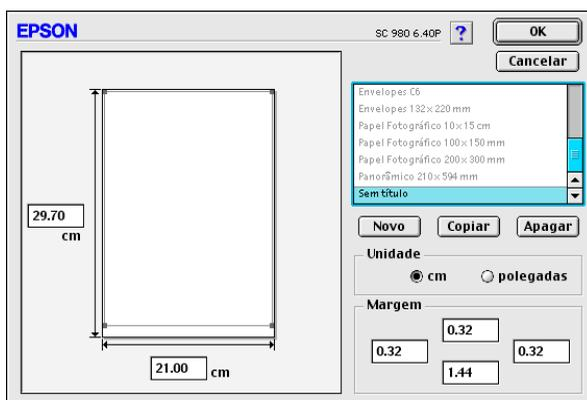 EPSON
SC 980 6.40P
?
OK
Cancelar
Envelopes C6
Envelopes 132×220 mm
Papel Fotográfico 10×15 cm
Papel Fotográfico 100×150 mm
Papel Fotográfico 200×300 mm
Panorâmico 210×594 mm
Sem título
29.70
cm
21.00 cm
Novo Copiar Apagar
Unidade
cm polegadas
Margem
0.32
0.32 0.32
1.44